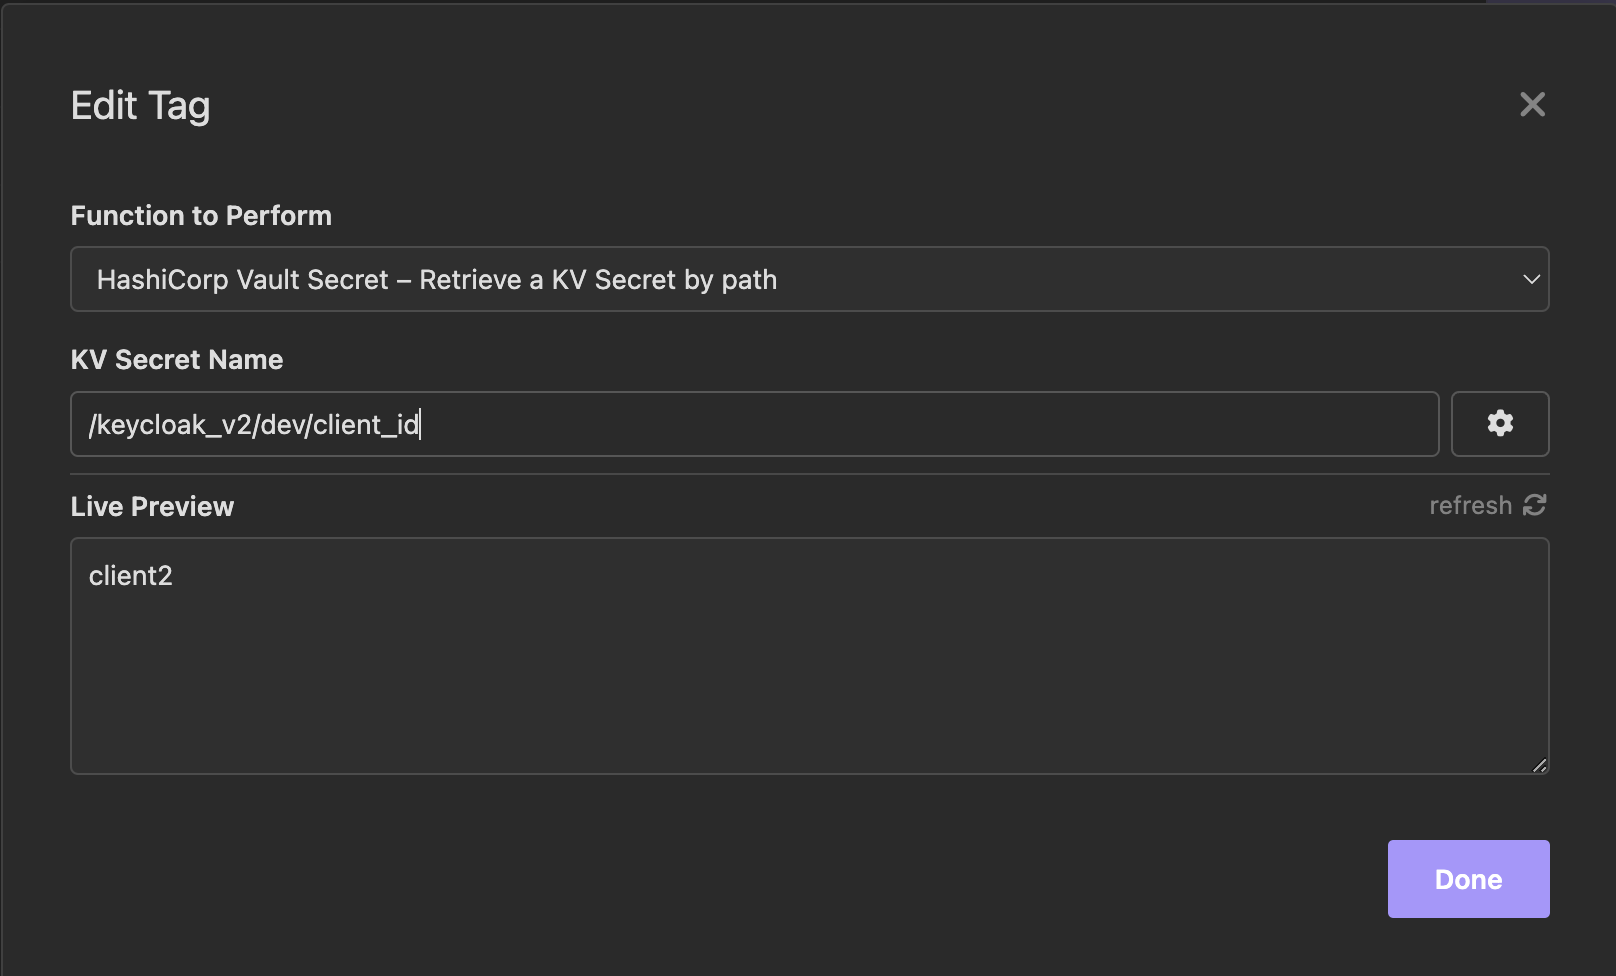 Edit Tag
Function to Perform
HashiCorp Vault Secret – Retrieve a KV Secret by path
KV Secret Name
/keycloak_v2/dev/client_id
Live Preview
refresh
client2
Done